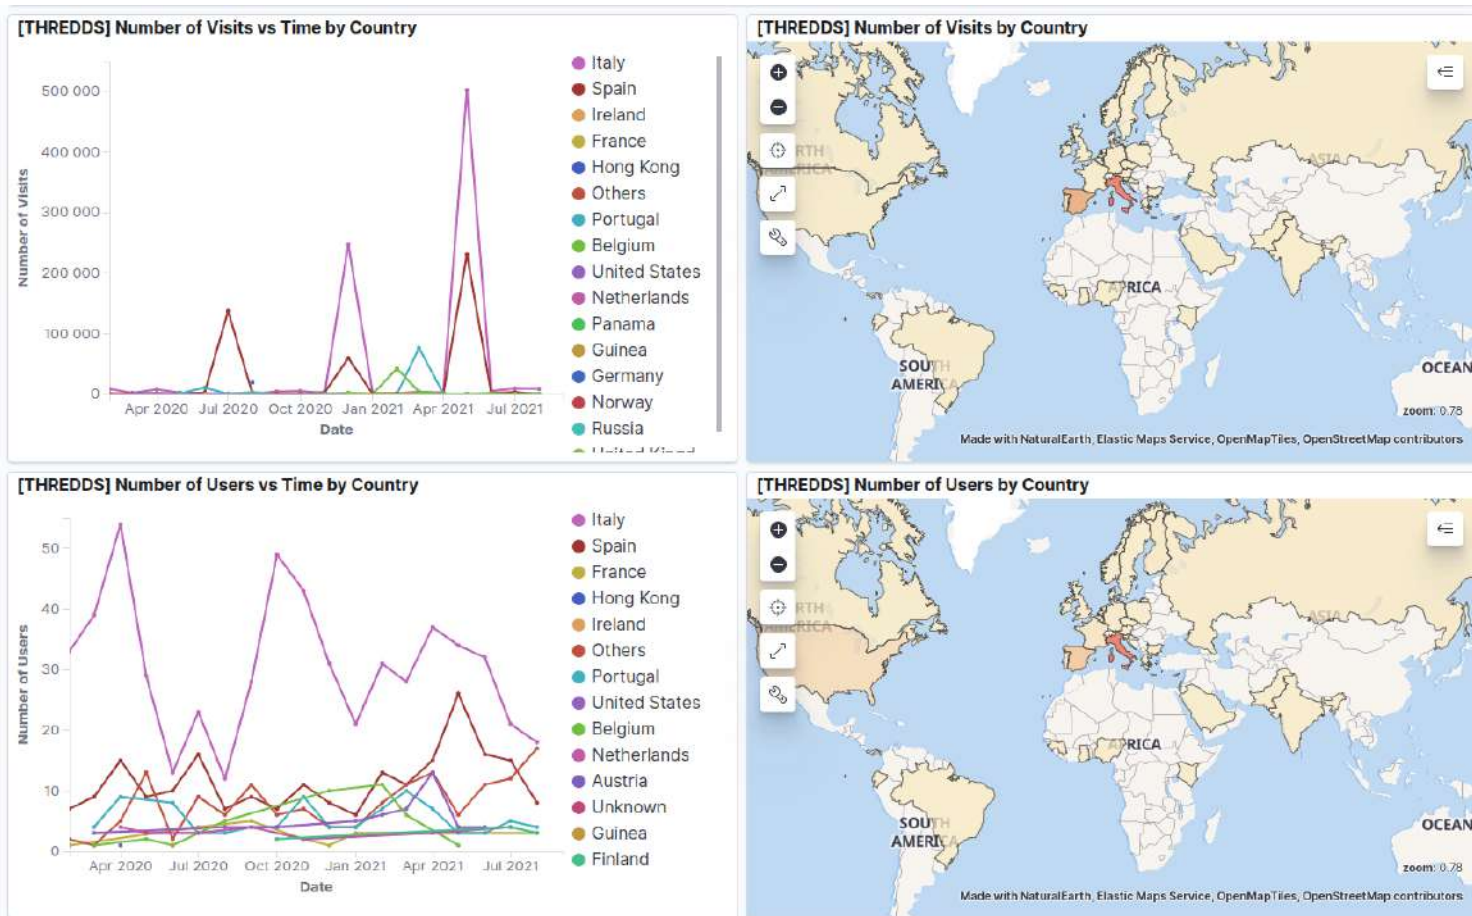 [THREDDS] Number of Visits vs Time by Country
Number of Visits
500 000
400 000
300 000
200 000
100 000
0
Apr 2020 Jul 2020 Oct 2020 Jan 2021 Apr 2021 Jul 2021
Date
Italy
Spain
Ireland
France
Hong Kong
Others
Portugal
Belgium
United States
Netherlands
Panama
Guinea
Germany
Norway
Russia
[THREDDS] Number of Visits by Country
RTH
AMERICA
ASIA
AFRICA
SOUTH
AMERICA
OCEAN
zoom: 0.78
Made with NaturalEarth, Elastic Maps Service, OpenMapTiles, OpenStreetMap contributors
[THREDDS] Number of Users vs Time by Country
Number of Users
50
40
30
20
10
0
Apr 2020 Jul 2020 Oct 2020 Jan 2021 Apr 2021 Jul 2021
Date
Italy
Spain
France
Hong Kong
Ireland
Others
Portugal
United States
Belgium
Netherlands
Austria
Unknown
Guinea
Finland
[THREDDS] Number of Users by Country
RTH
AMERICA
ASIA
AFRICA
SOUTH
AMERICA
OCEAN
zoom: 0.78
Made with NaturalEarth, Elastic Maps Service, OpenMapTiles, OpenStreetMap contributors